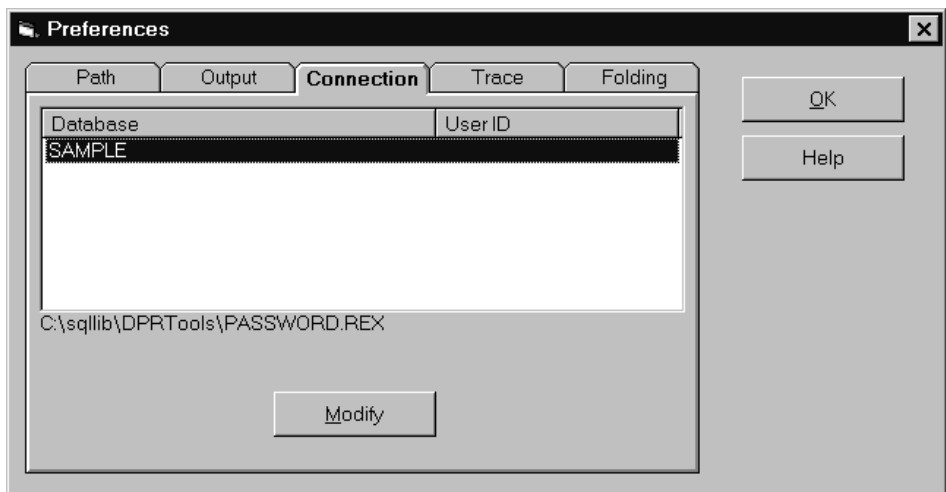 Preferences
Path Output Connection Trace Folding
OK
Database User ID
SAMPLE
Help
C:\sqllib\DPRTools\PASSWORD.REX
Modify